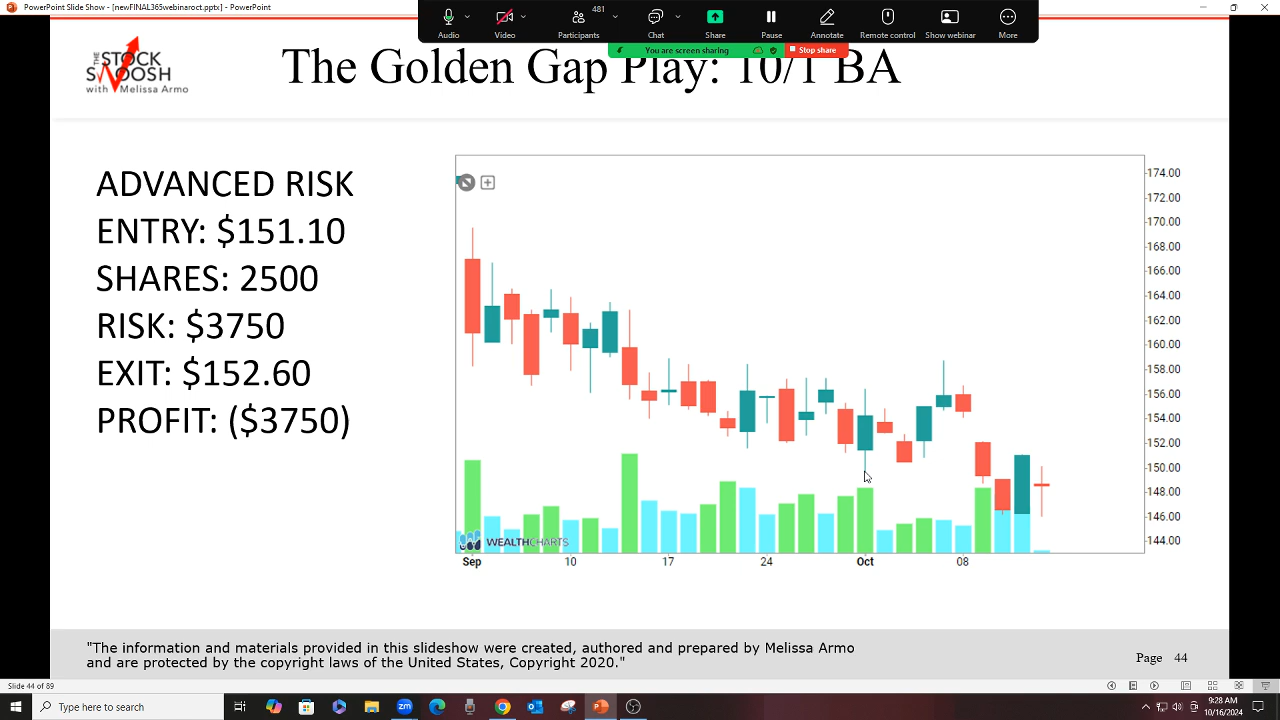 PowerPoint Slide Show - [newFINAL365webinaroct.pptx] - PowerPoint
481
Audio
Video
Participants
Chat
Share
Pause
Annotate
Remote control
Show webinar
More
You are screen sharing
Stop share
THE
STOCK
SWOOSH
with Melissa Armo
The Golden Gap Play: 10/1 BA
ADVANCED RISK
ENTRY: $151.10
SHARES: 2500
RISK: $3750
EXIT: $152.60
PROFIT: ($3750)
174.00
172.00
170.00
168.00
166.00
164.00
162.00
160.00
158.00
156.00
154.00
152.00
150.00
148.00
146.00
144.00
WEALTHCHARTS
Sep 10 17 24 Oct 08
"The information and materials provided in this slideshow were created, authored and prepared by Melissa Armo
and are protected by the copyright laws of the United States, Copyright 2020."
Page 44
Slide 44 of 89
Type here to search
zm
9:28 AM
10/16/2024